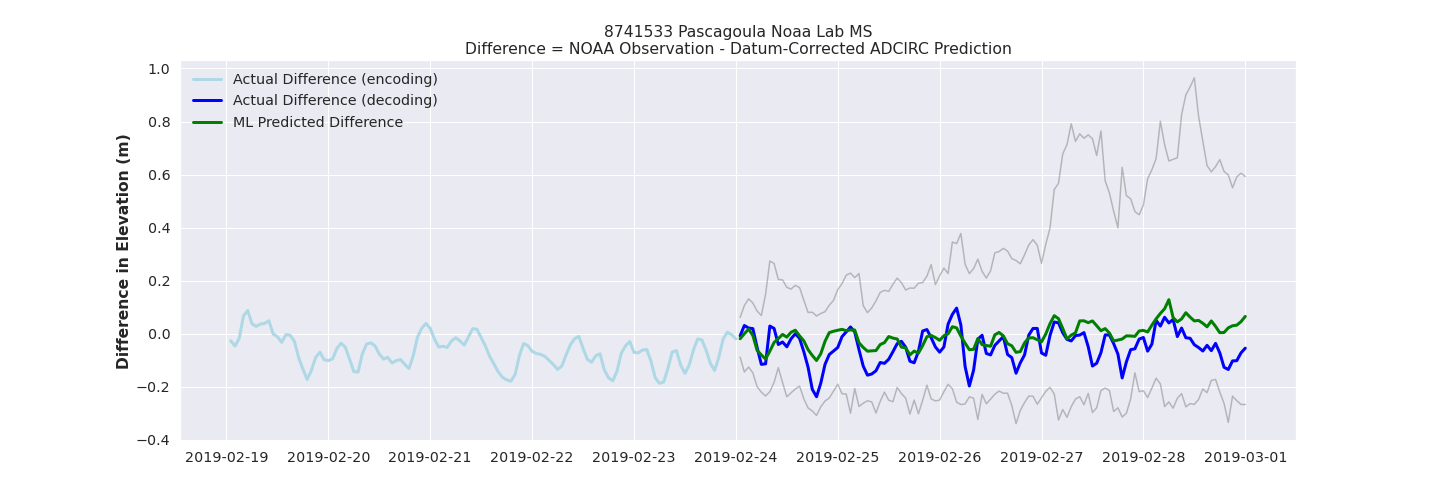 8741533 Pascagoula Noaa Lab MS
Difference = NOAA Observation - Datum-Corrected ADCIRC Prediction
Difference in Elevation (m)
1.0
0.8
0.6
0.4
0.2
0.0
−0.2
−0.4
Actual Difference (encoding)
Actual Difference (decoding)
ML Predicted Difference
2019-02-19 2019-02-20 2019-02-21 2019-02-22 2019-02-23 2019-02-24 2019-02-25 2019-02-26 2019-02-27 2019-02-28 2019-03-01